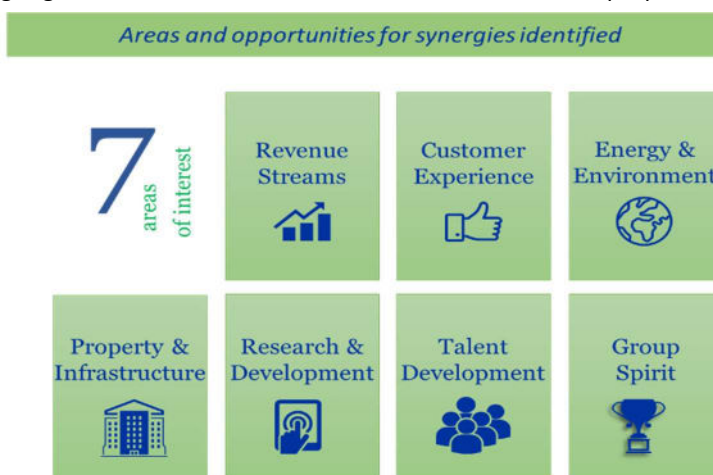 Areas and opportunities for synergies identified
7
areas
of interest
Revenue
Streams
Customer
Experience
Energy &
Environment
Property &
Infrastructure
Research &
Development
Talent
Development
Group
Spirit